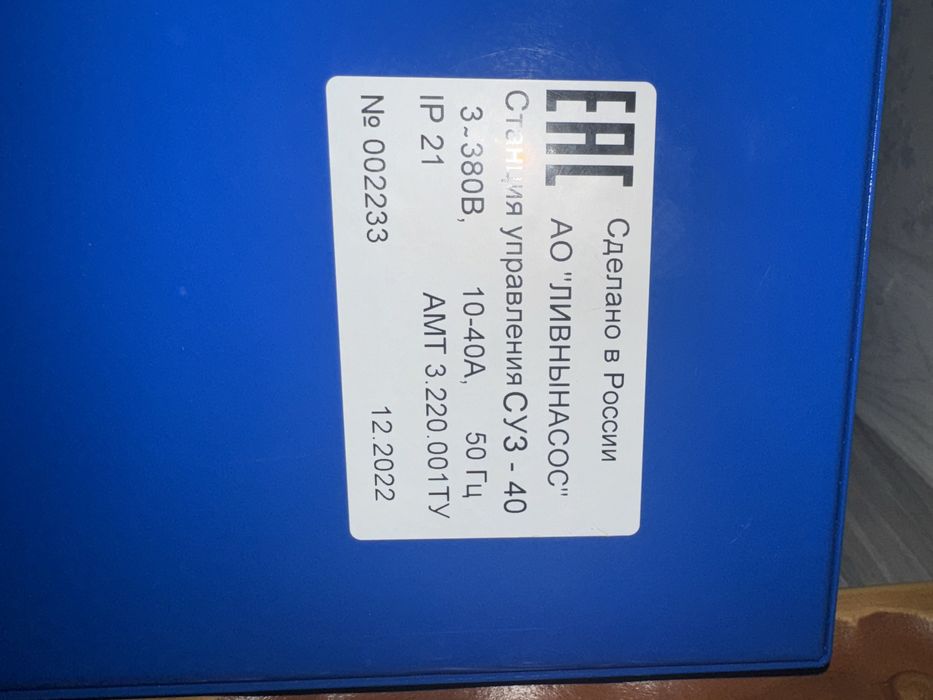 ЕАС Сделано в России
АО "ЛИВНЫНАСОС"
Станция управления СУЗ - 40
3~380В, 10-40А, 50 Гц
IP 21 АМТ 3.220.001ТУ
№ 002233 12.2022